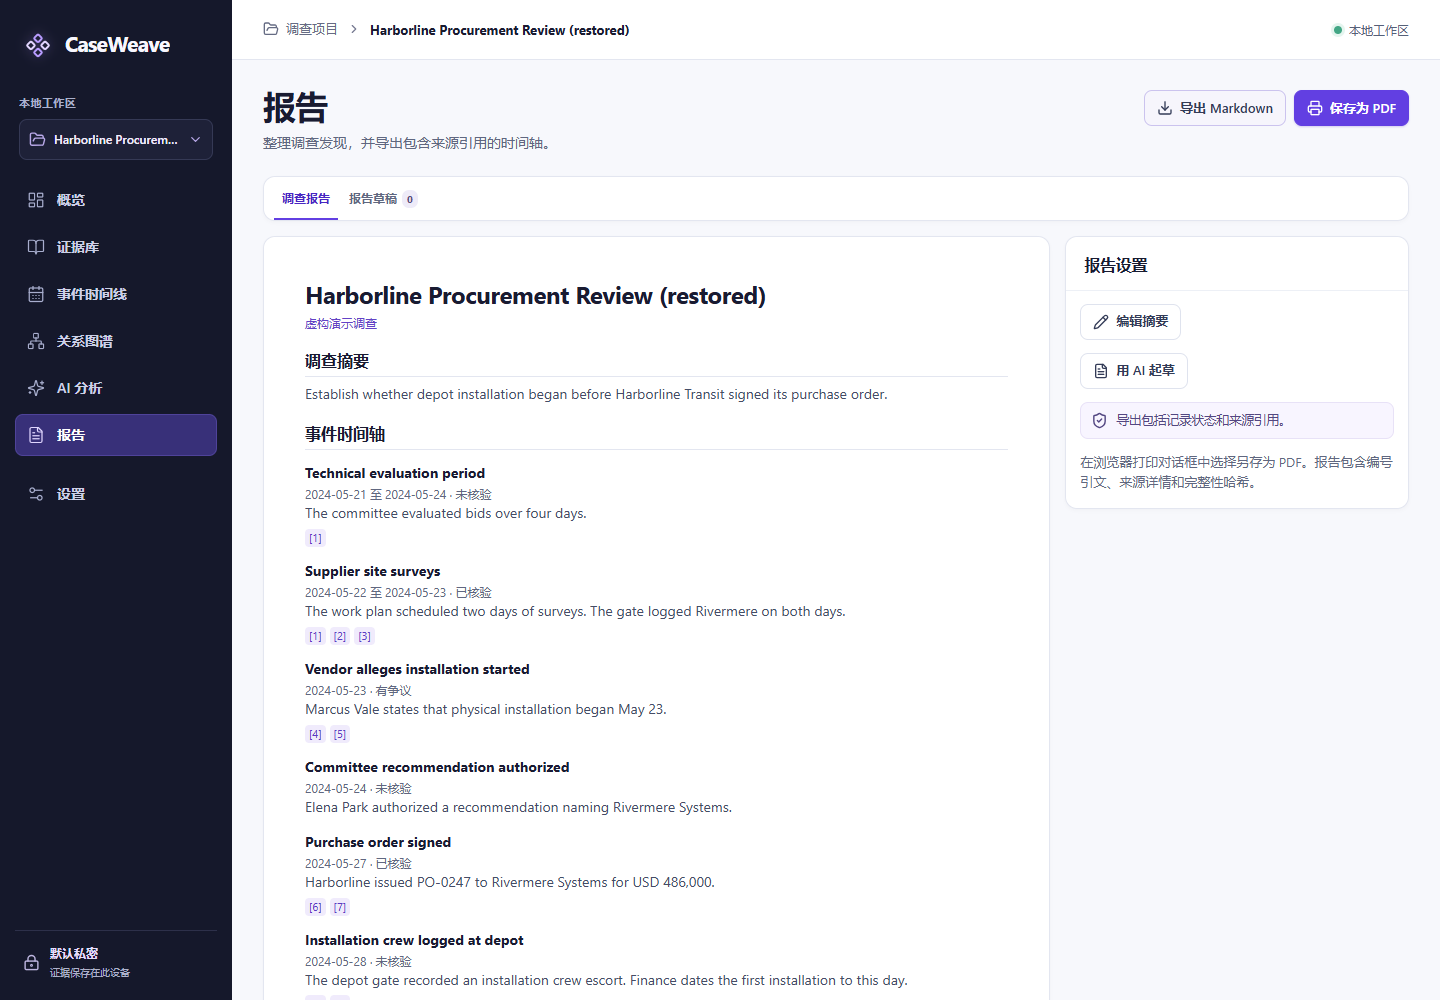 CaseWeave
本地工作区
Harborline Procurem...
概览
证据库
事件时间线
关系图谱
AI 分析
报告
设置
默认私密
证据保存在此设备
调查项目 > Harborline Procurement Review (restored)
本地工作区
报告
整理调查发现，并导出包含来源引用的时间轴。
导出 Markdown
保存为 PDF
调查报告
报告草稿 0
Harborline Procurement Review (restored)
虚构演示调查
调查摘要
Establish whether depot installation began before Harborline Transit signed its purchase order.
事件时间轴
Technical evaluation period
2024-05-21 至 2024-05-24 · 未核验
The committee evaluated bids over four days.
[1]
Supplier site surveys
2024-05-22 至 2024-05-23 · 已核验
The work plan scheduled two days of surveys. The gate logged Rivermere on both days.
[1] [2] [3]
Vendor alleges installation started
2024-05-23 · 有争议
Marcus Vale states that physical installation began May 23.
[4] [5]
Committee recommendation authorized
2024-05-24 · 未核验
Elena Park authorized a recommendation naming Rivermere Systems.
Purchase order signed
2024-05-27 · 已核验
Harborline issued PO-0247 to Rivermere Systems for USD 486,000.
[6] [7]
Installation crew logged at depot
2024-05-28 · 未核验
The depot gate recorded an installation crew escort. Finance dates the first installation to this day.
报告设置
编辑摘要
用 AI 起草
导出包括记录状态和来源引用。
在浏览器打印对话框中选择另存为 PDF。报告包含编号
引文、来源详情和完整性哈希。